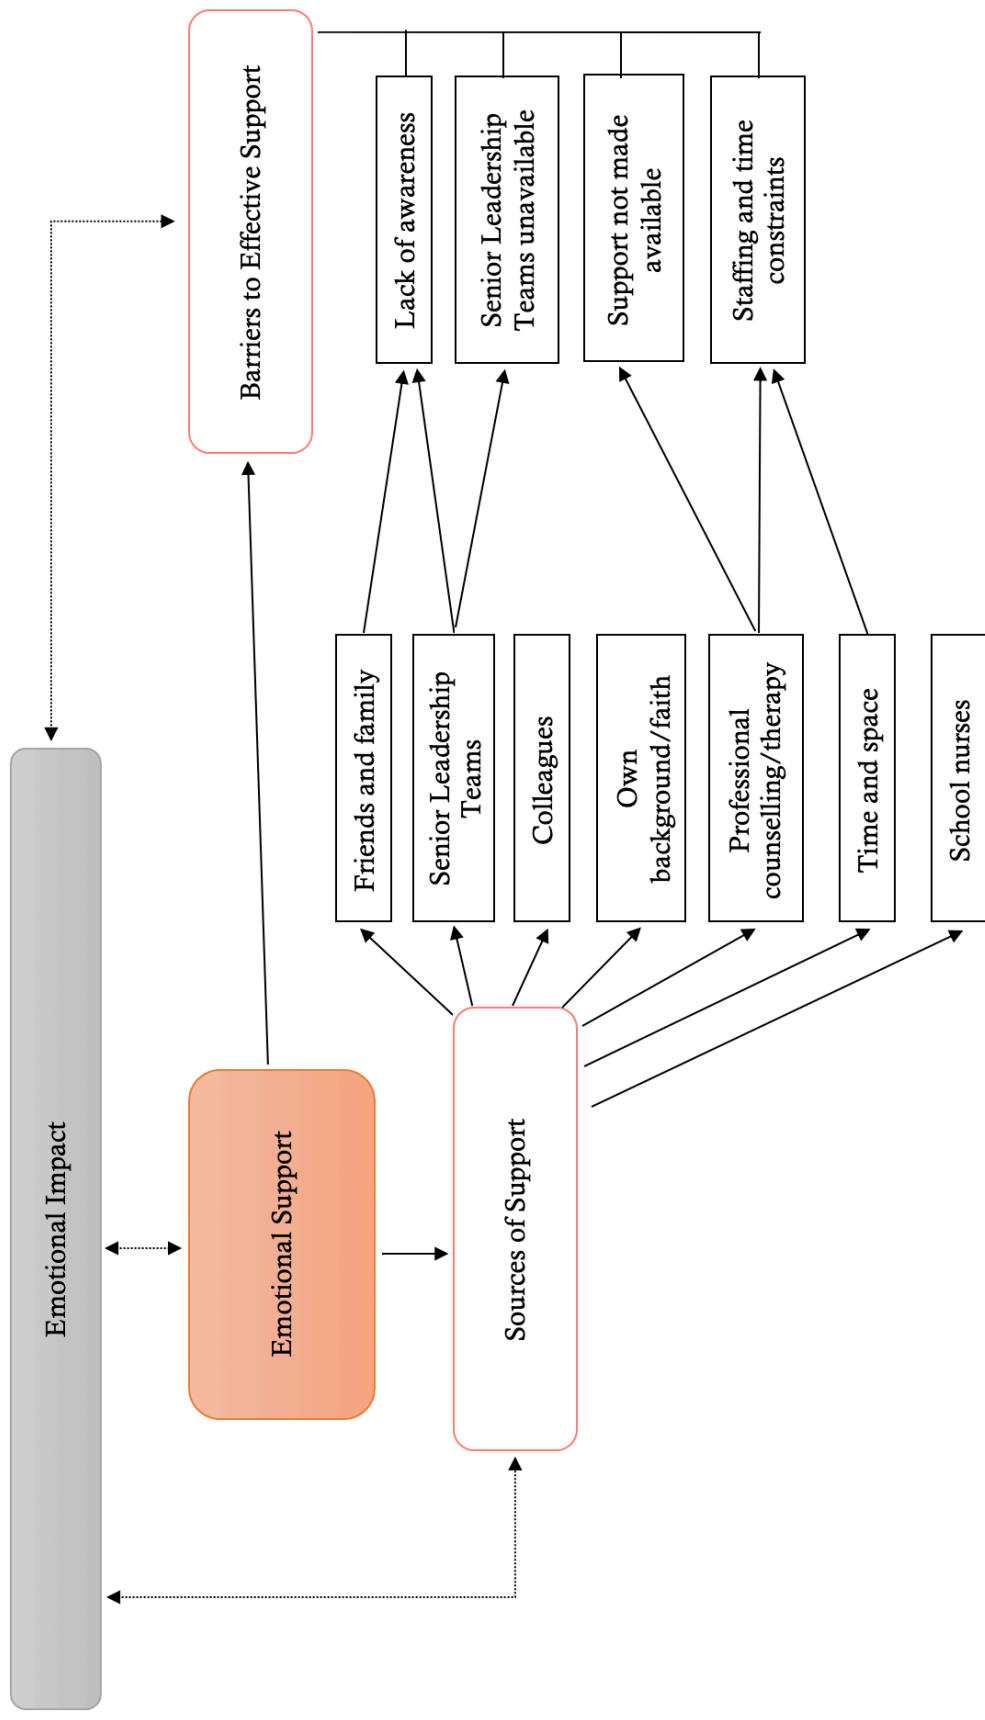 Emotional Impact
Emotional Support
Barriers to Effective Support
Sources of Support
Friends and family
Senior Leadership
Teams
Colleagues
Own
background/faith
Professional
counselling/therapy
Time and space
School nurses
Lack of awareness
Senior Leadership
Teams unavailable
Support not made
available
Staffing and time
constraints